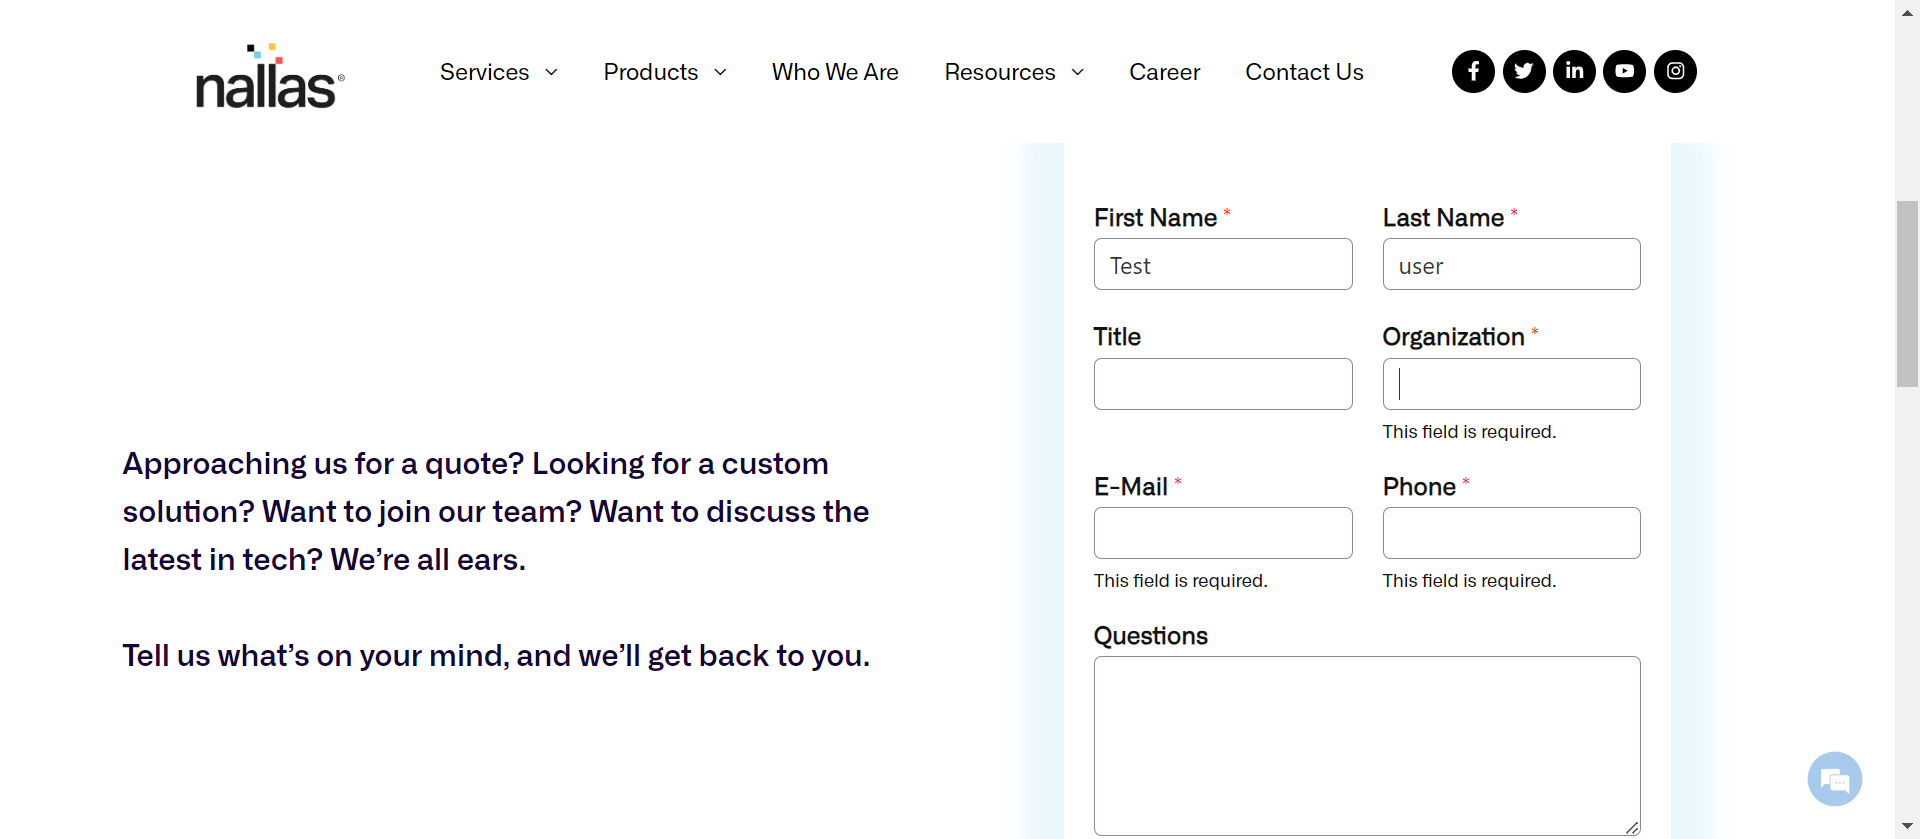 nallas®
Services
Products
Who We Are
Resources
Career
Contact Us
First Name *
Last Name *
Test
user
Title
Organization *
This field is required.
E-Mail *
Phone *
This field is required.
This field is required.
Questions
Approaching us for a quote? Looking for a custom
solution? Want to join our team? Want to discuss the
latest in tech? We’re all ears.
Tell us what’s on your mind, and we’ll get back to you.